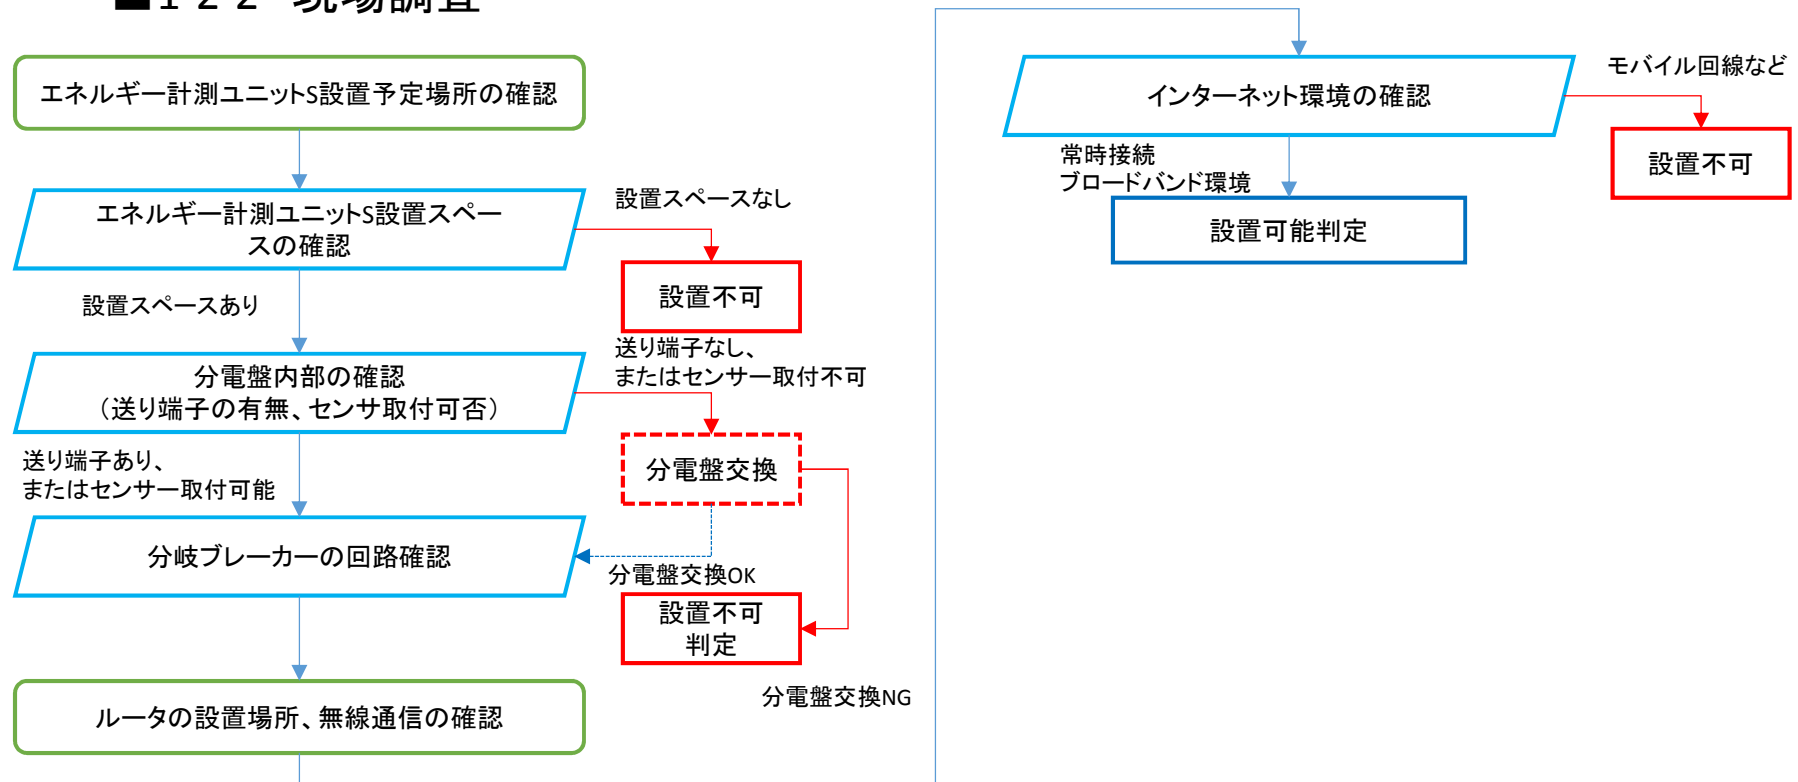 ■1-2-2 現場調査
エネルギー計測ユニットS設置予定場所の確認
エネルギー計測ユニットS設置スペー
スの確認
設置スペースなし
設置不可
設置スペースあり
分電盤内部の確認
（送り端子の有無、センサ取付可否）
送り端子なし、
またはセンサー取付不可
分電盤交換
送り端子あり、
またはセンサー取付可能
分岐ブレーカーの回路確認
分電盤交換OK
設置不可
判定
分電盤交換NG
ルータの設置場所、無線通信の確認
インターネット環境の確認
モバイル回線など
設置不可
常時接続
ブロードバンド環境
設置可能判定